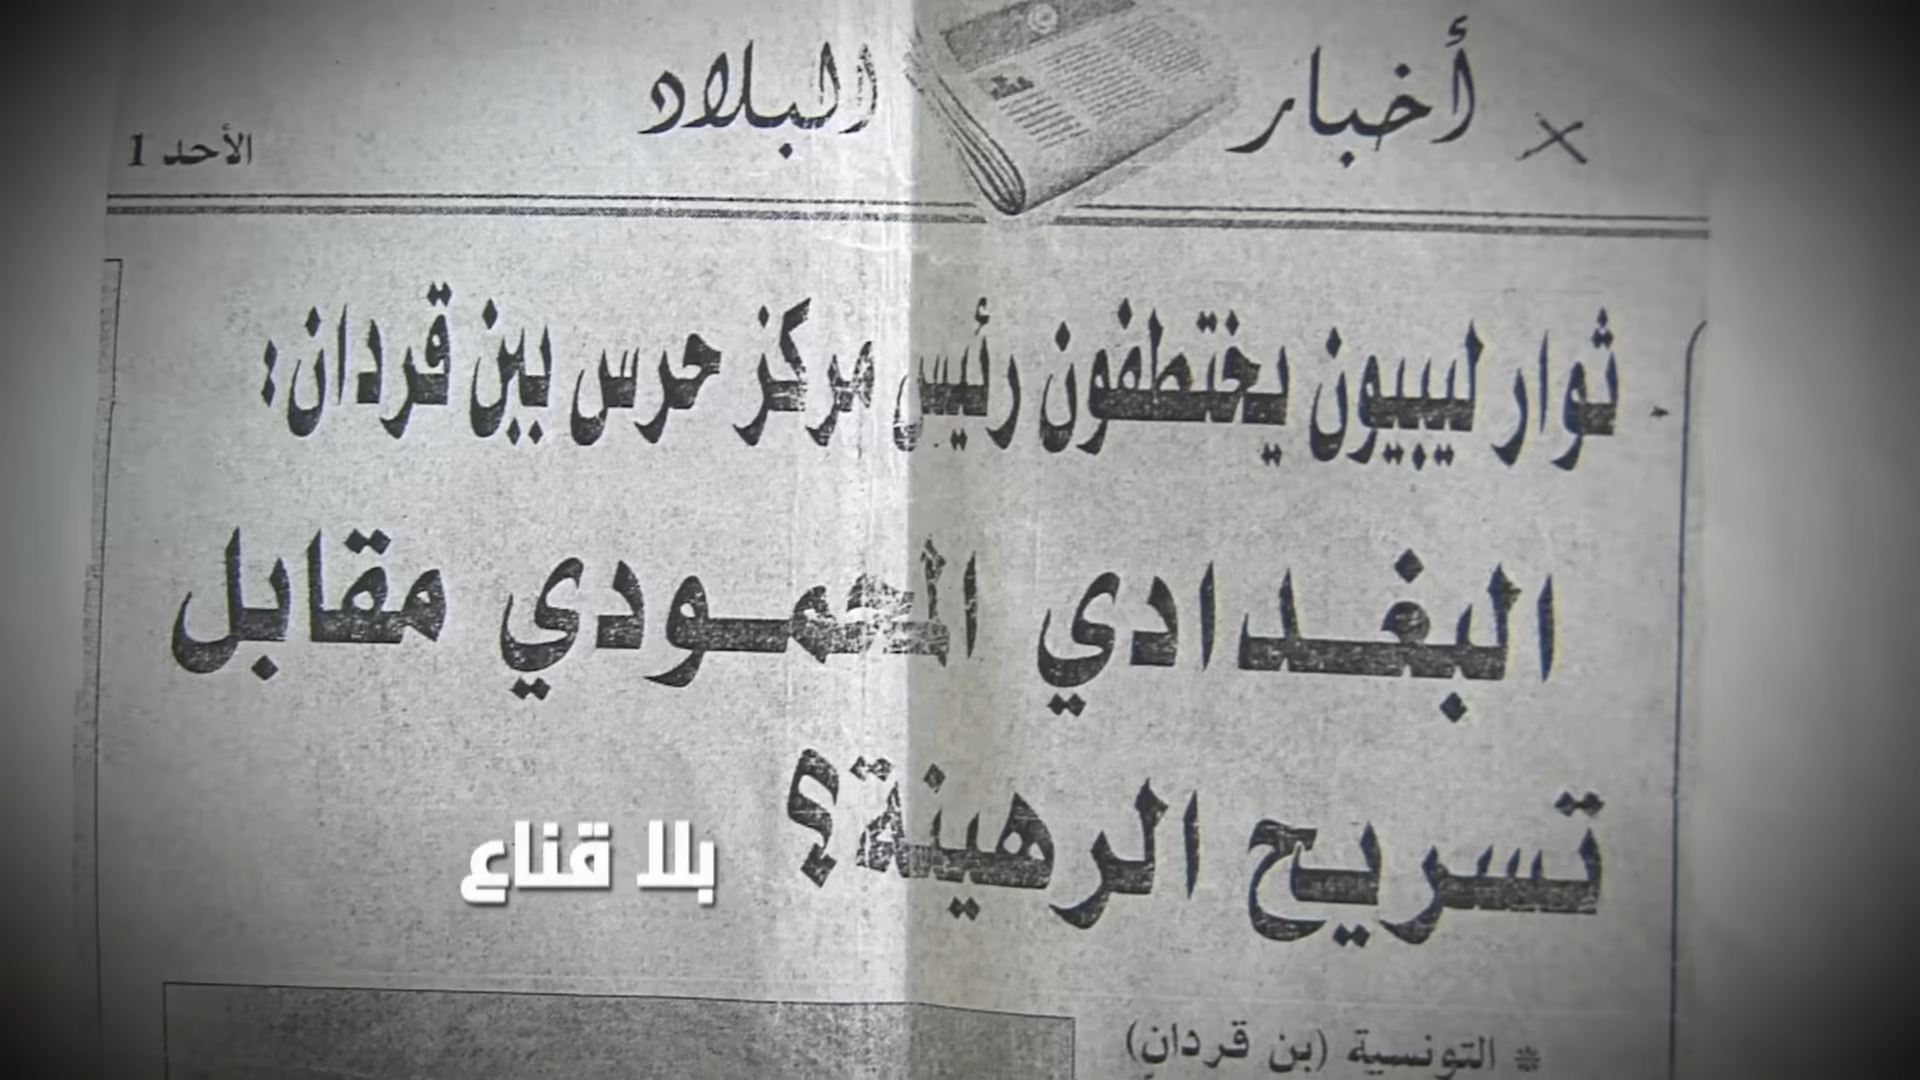 أخبار البلاد
الأحد 1
ثوار ليبيون يختطفون رئيس مركز حرس بين قردان:
البغدادي المحمودي مقابل
تسريح الرهينة؟
بلا قناع
* التونسية (بن قردان)